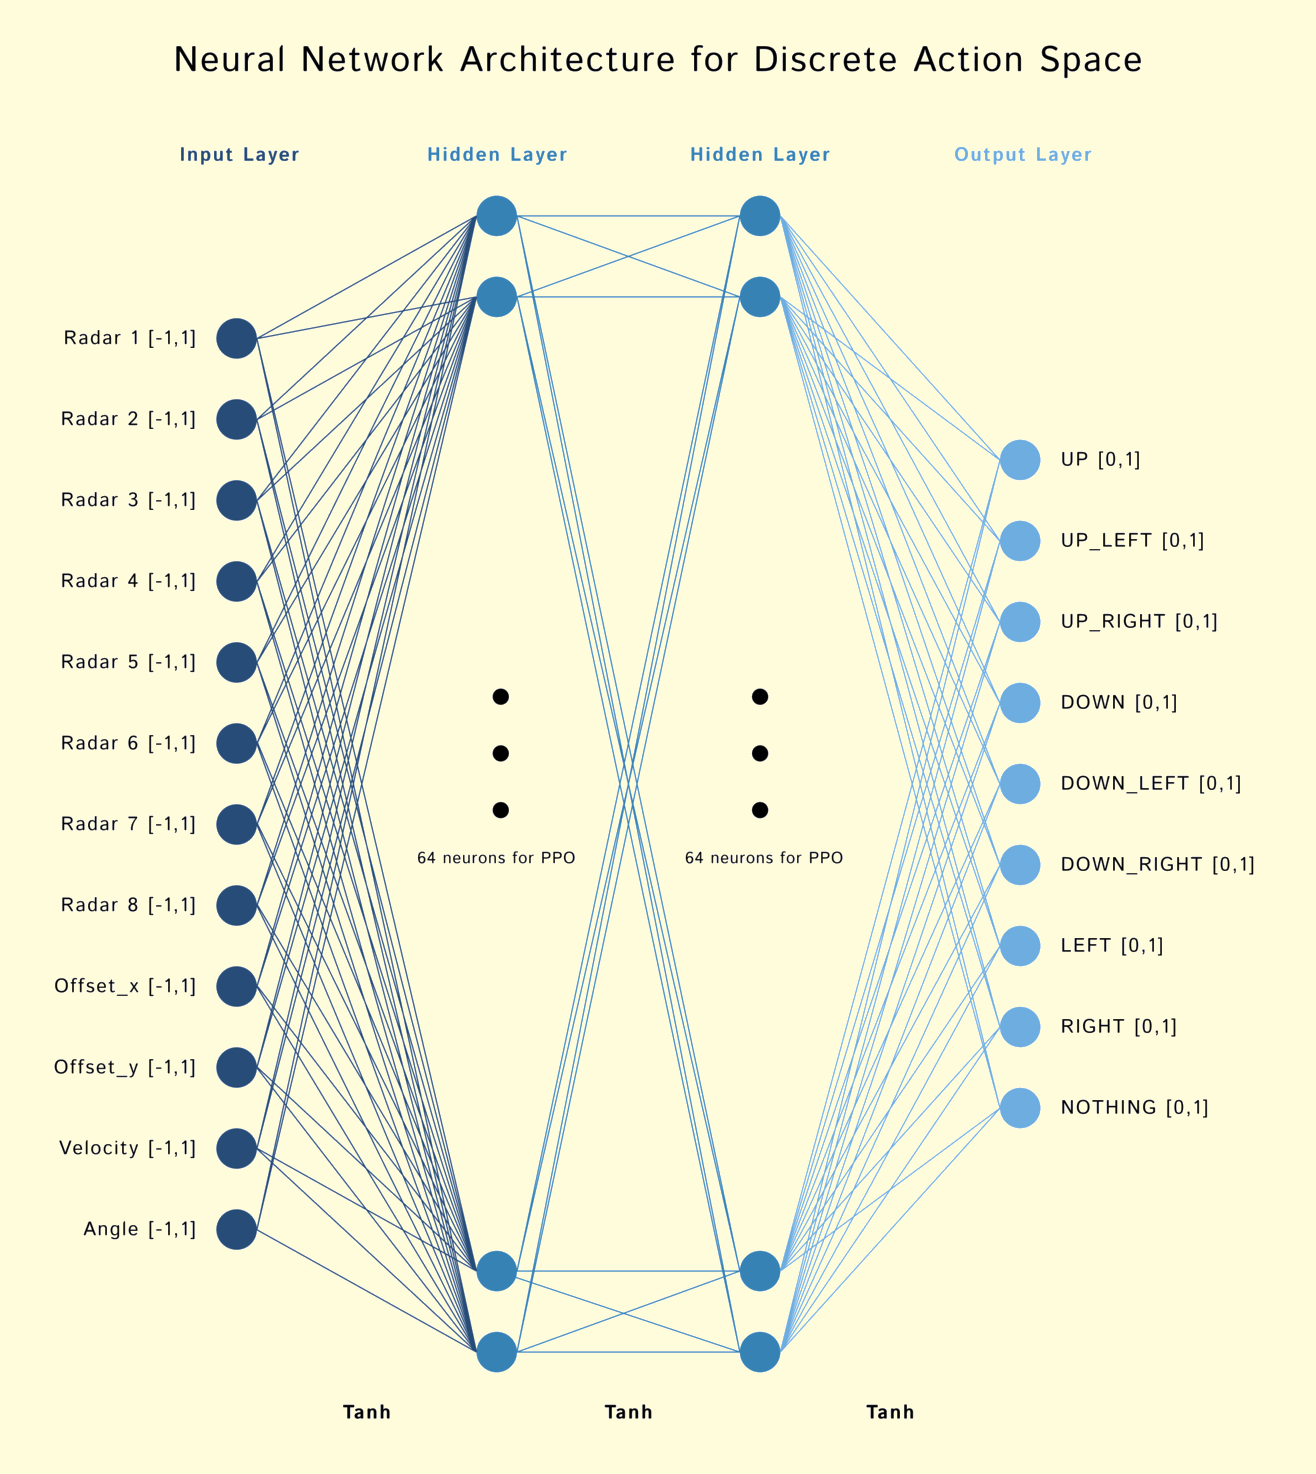 Neural Network Architecture for Discrete Action Space
Input Layer
Hidden Layer
Hidden Layer
Output Layer
Radar 1 [-1,1]
Radar 2 [-1,1]
Radar 3 [-1,1]
Radar 4 [-1,1]
Radar 5 [-1,1]
Radar 6 [-1,1]
Radar 7 [-1,1]
Radar 8 [-1,1]
Offset_x [-1,1]
Offset_y [-1,1]
Velocity [-1,1]
Angle [-1,1]
64 neurons for PPO
64 neurons for PPO
UP [0,1]
UP_LEFT [0,1]
UP_RIGHT [0,1]
DOWN [0,1]
DOWN_LEFT [0,1]
DOWN_RIGHT [0,1]
LEFT [0,1]
RIGHT [0,1]
NOTHING [0,1]
Tanh
Tanh
Tanh